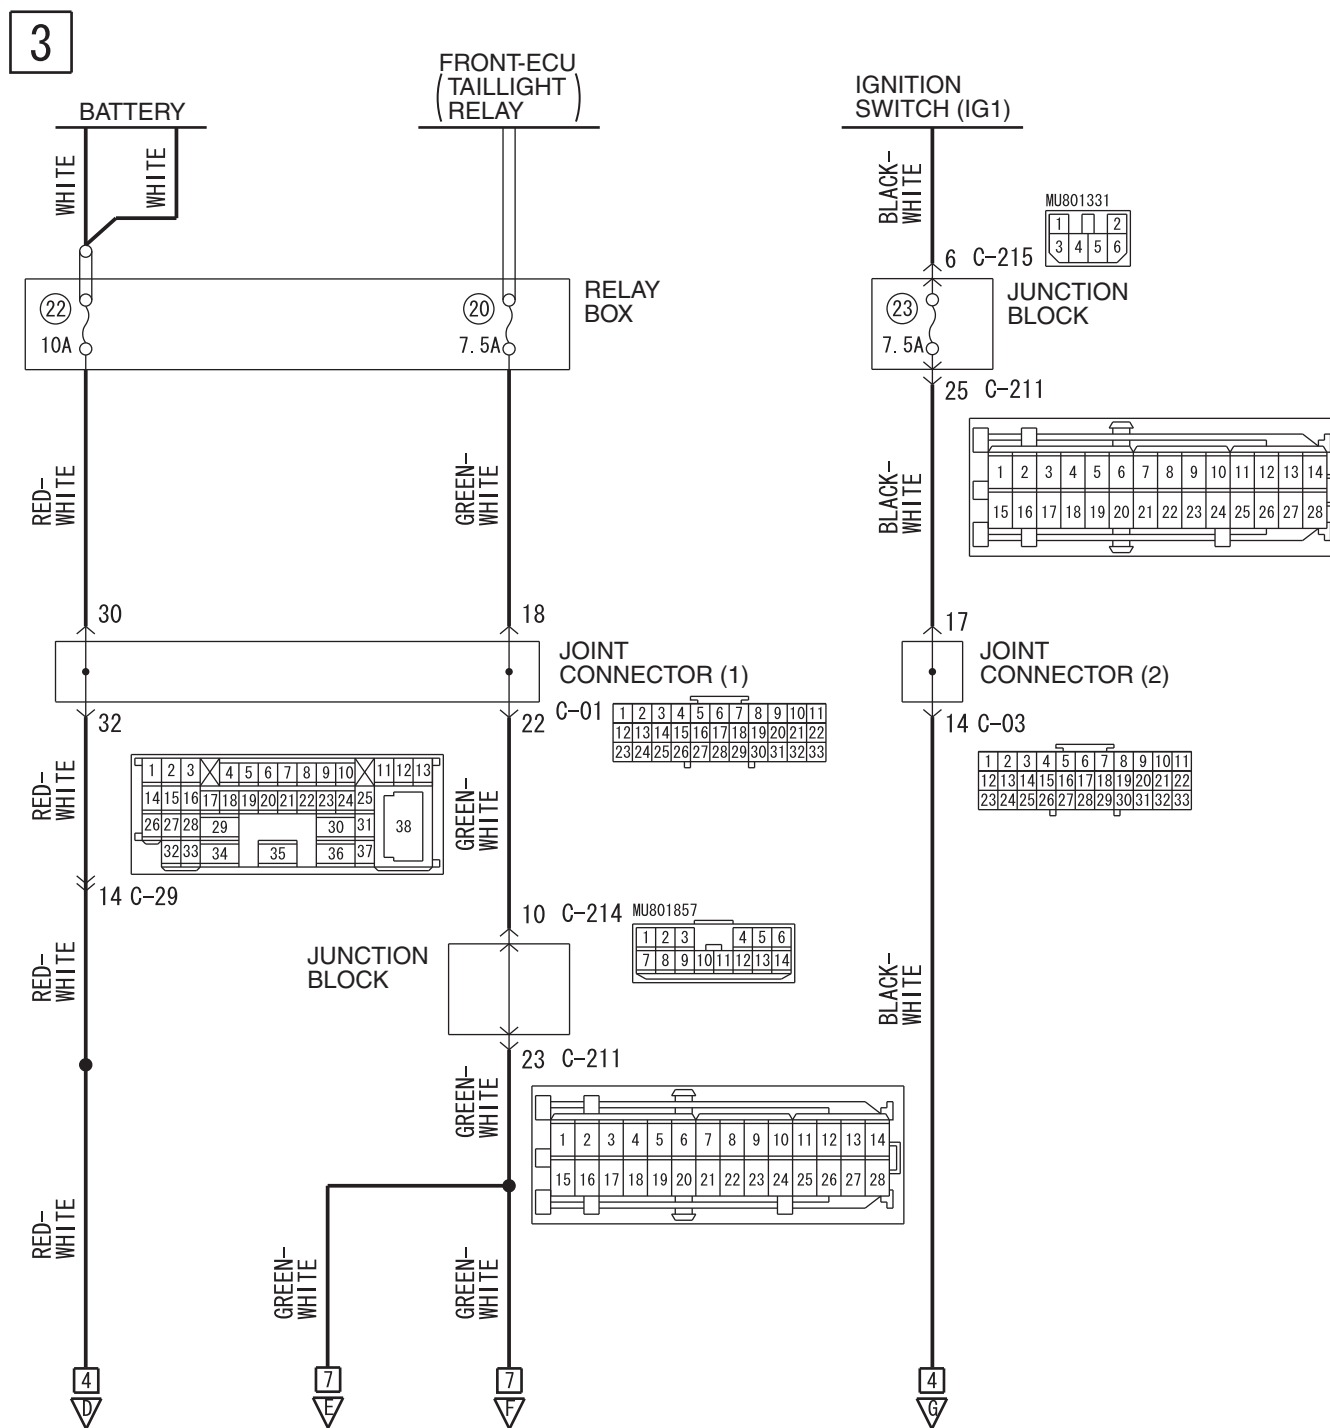 3
BATTERY
FRONT-ECU
(TAILLIGHT
RELAY)
IGNITION
SWITCH (IG1)
WHITE
WHITE
BLACK-
WHITE
MU801331
1 2
3 4 5 6
6 C-215
22
10A
20
7.5A
RELAY
BOX
23
7.5A
JUNCTION
BLOCK
25 C-211
1 2 3 4 5 6 7 8 9 10 11 12 13 14
15 16 17 18 19 20 21 22 23 24 25 26 27 28
RED-
WHITE
GREEN-
WHITE
BLACK-
WHITE
30
18
17
JOINT
CONNECTOR (1)
JOINT
CONNECTOR (2)
32
22 C-01
1 2 3 4 5 6 7 8 9 10 11
12 13 14 15 16 17 18 19 20 21 22
23 24 25 26 27 28 29 30 31 32 33
14 C-03
1 2 3 4 5 6 7 8 9 10 11
12 13 14 15 16 17 18 19 20 21 22
23 24 25 26 27 28 29 30 31 32 33
RED-
WHITE
1 2 3 4 5 6 7 8 9 10 11 12 13
14 15 16 17 18 19 20 21 22 23 24 25
26 27 28 29 30 31 38
32 33 34 35 36 37
GREEN-
WHITE
14 C-29
10 C-214
MU801857
1 2 3 4 5 6
7 8 9 10 11 12 13 14
RED-
WHITE
JUNCTION
BLOCK
BLACK-
WHITE
23 C-211
GREEN-
WHITE
1 2 3 4 5 6 7 8 9 10 11 12 13 14
15 16 17 18 19 20 21 22 23 24 25 26 27 28
RED-
WHITE
GREEN-
WHITE
GREEN-
WHITE
4
D
7
E
7
F
4
G